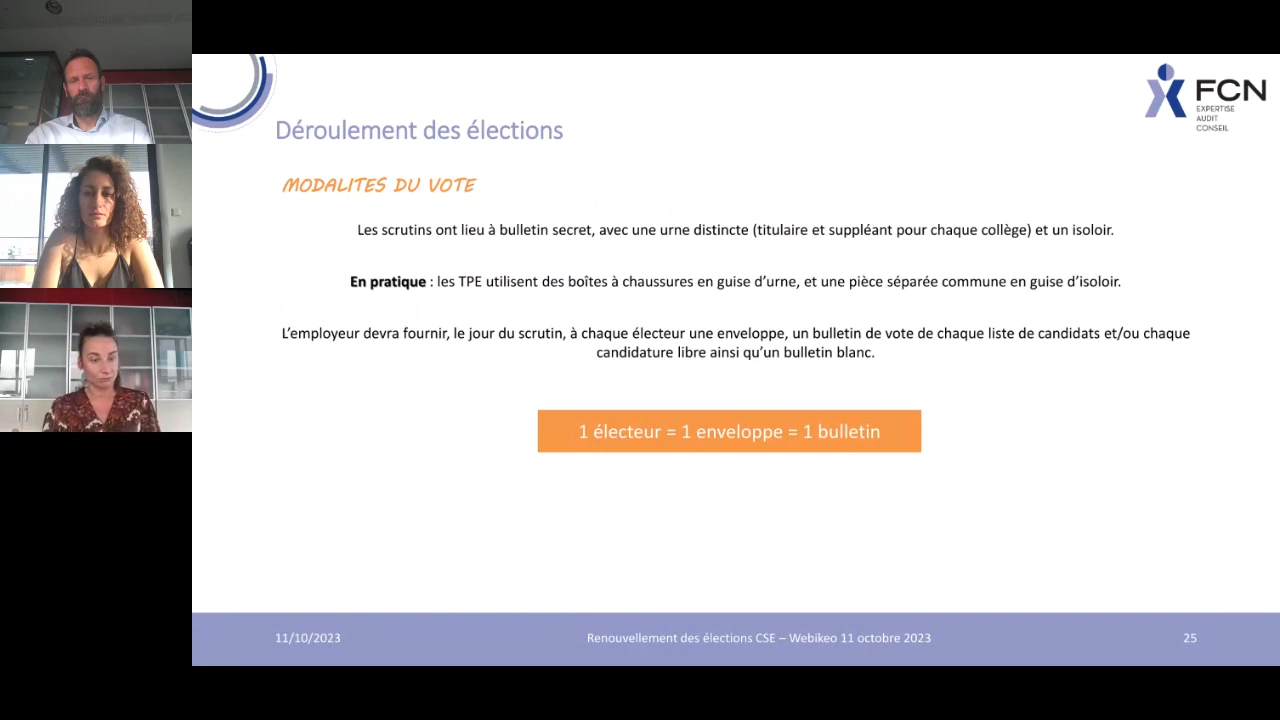 FCN
EXPERTISE
AUDIT
CONSEIL
Déroulement des élections
MODALITES DU VOTE
Les scrutins ont lieu à bulletin secret, avec une urne distincte (titulaire et suppléant pour chaque collège) et un isoloir.
En pratique : les TPE utilisent des boîtes à chaussures en guise d’urne, et une pièce séparée commune en guise d’isoloir.
L’employeur devra fournir, le jour du scrutin, à chaque électeur une enveloppe, un bulletin de vote de chaque liste de candidats et/ou chaque
candidature libre ainsi qu’un bulletin blanc.
1 électeur = 1 enveloppe = 1 bulletin
11/10/2023
Renouvellement des élections CSE – Webikeo 11 octobre 2023
25